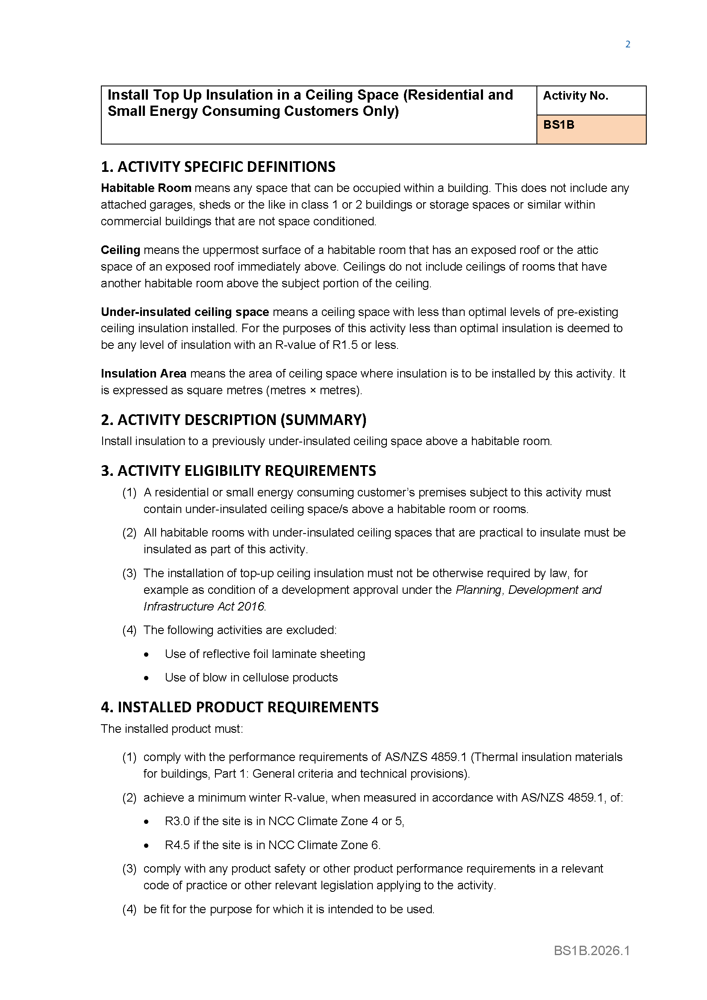 2
Install Top Up Insulation in a Ceiling Space (Residential and
Small Energy Consuming Customers Only)
Activity No.
BS1B
1. ACTIVITY SPECIFIC DEFINITIONS
Habitable Room means any space that can be occupied within a building. This does not include any
attached garages, sheds or the like in class 1 or 2 buildings or storage spaces or similar within
commercial buildings that are not space conditioned.
Ceiling means the uppermost surface of a habitable room that has an exposed roof or the attic
space of an exposed roof immediately above. Ceilings do not include ceilings of rooms that have
another habitable room above the subject portion of the ceiling.
Under-insulated ceiling space means a ceiling space with less than optimal levels of pre-existing
ceiling insulation installed. For the purposes of this activity less than optimal insulation is deemed to
be any level of insulation with an R-value of R1.5 or less.
Insulation Area means the area of ceiling space where insulation is to be installed by this activity. It
is expressed as square metres (metres × metres).
2. ACTIVITY DESCRIPTION (SUMMARY)
Install insulation to a previously under-insulated ceiling space above a habitable room.
3. ACTIVITY ELIGIBILITY REQUIREMENTS
(1) A residential or small energy consuming customer’s premises subject to this activity must
contain under-insulated ceiling space/s above a habitable room or rooms.
(2) All habitable rooms with under-insulated ceiling spaces that are practical to insulate must be
insulated as part of this activity.
(3) The installation of top-up ceiling insulation must not be otherwise required by law, for
example as condition of a development approval under the Planning, Development and
Infrastructure Act 2016.
(4) The following activities are excluded:
• Use of reflective foil laminate sheeting
• Use of blow in cellulose products
4. INSTALLED PRODUCT REQUIREMENTS
The installed product must:
(1) comply with the performance requirements of AS/NZS 4859.1 (Thermal insulation materials
for buildings, Part 1: General criteria and technical provisions).
(2) achieve a minimum winter R-value, when measured in accordance with AS/NZS 4859.1, of:
• R3.0 if the site is in NCC Climate Zone 4 or 5,
• R4.5 if the site is in NCC Climate Zone 6.
(3) comply with any product safety or other product performance requirements in a relevant
code of practice or other relevant legislation applying to the activity.
(4) be fit for the purpose for which it is intended to be used.
BS1B.2026.1